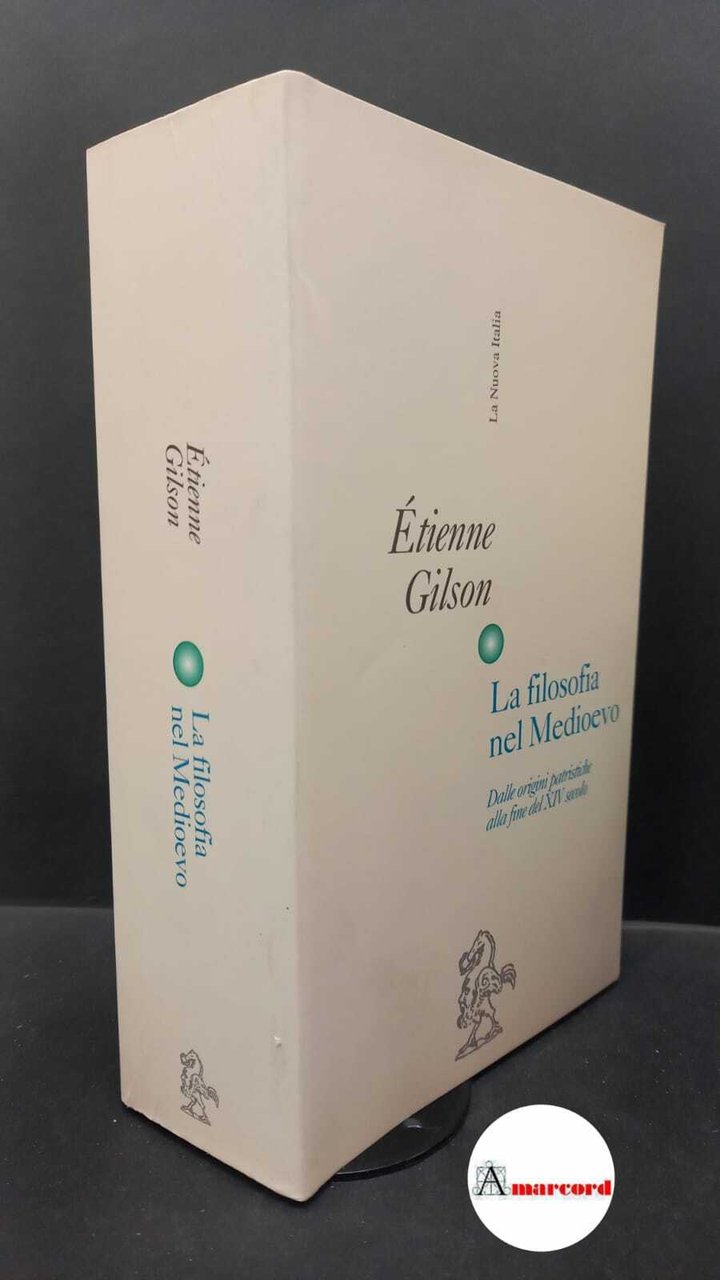 Étienne
Gilson
La filosofia
nel Medioevo
La Nuova Italia
Étienne
Gilson
La filosofia
nel Medioevo
Dalle origini patristiche
alla fine del XIV secolo
Amarcord